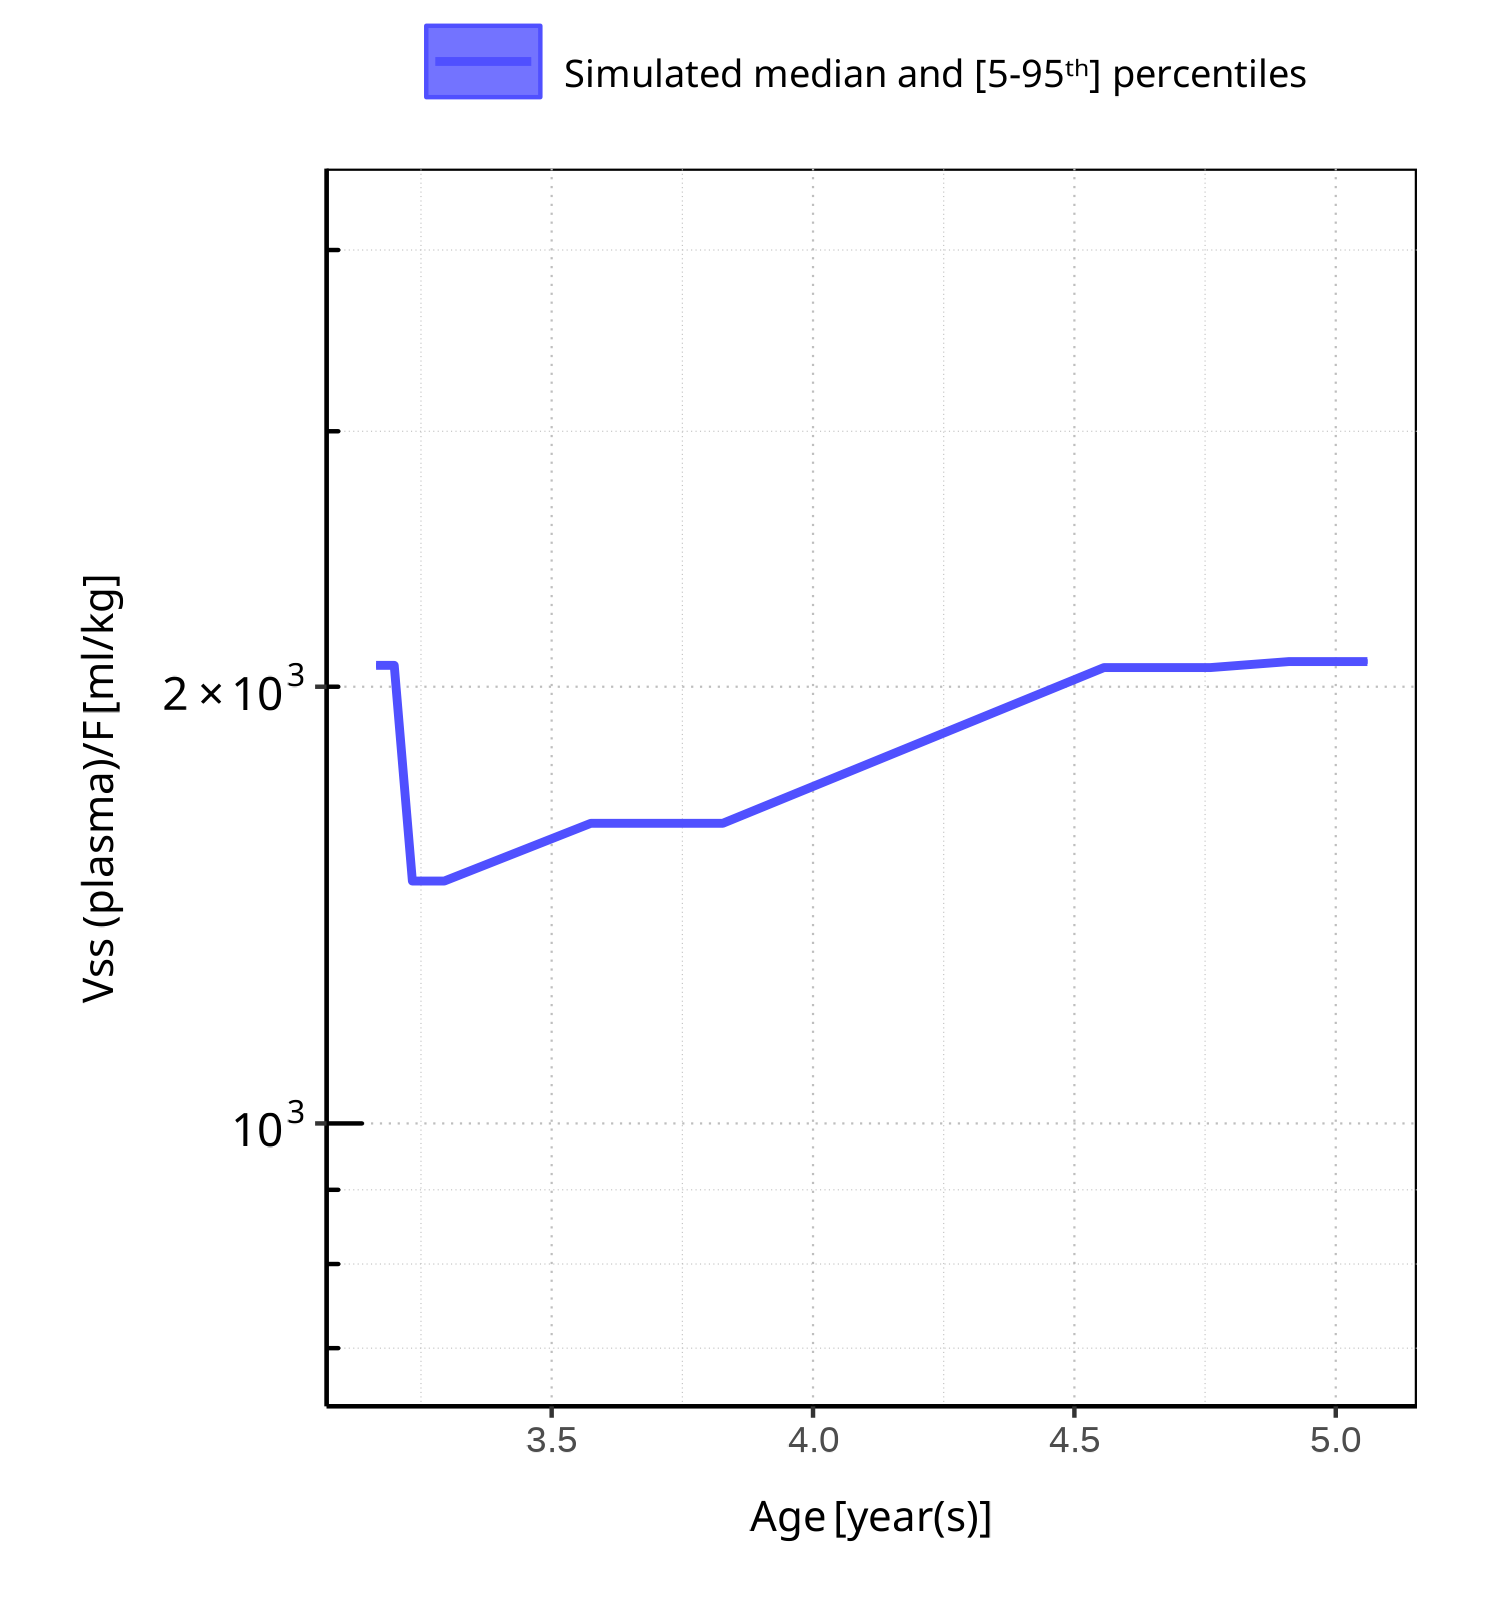 Simulated median and [5-95ᵗʰ] percentiles
Vss (plasma)/F [ml/kg]
2 × 10³
10³
3.5 4.0 4.5 5.0
Age [year(s)]